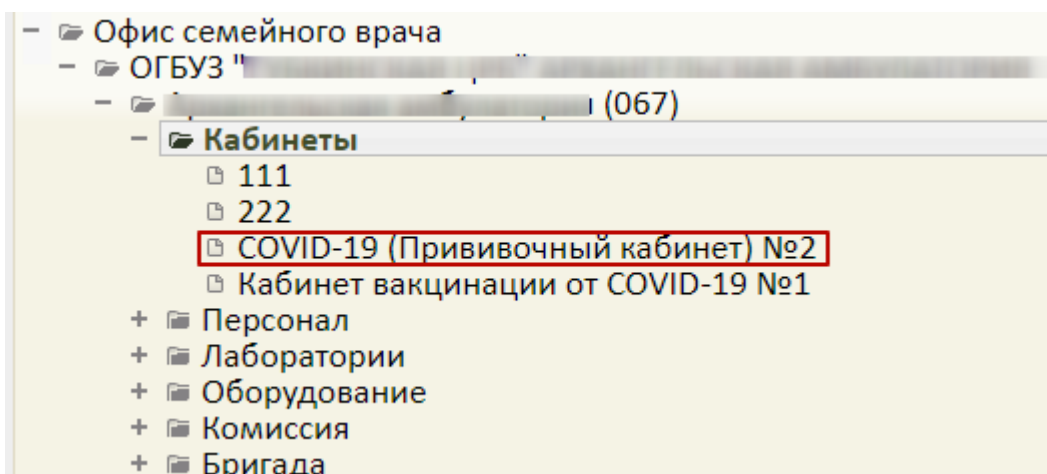 Офис семейного врача
ОГБУЗ "
(067)
Кабинеты
111
222
COVID-19 (Прививочный кабинет) №2
Кабинет вакцинации от COVID-19 №1
Персонал
Лаборатории
Оборудование
Комиссия
Бригада